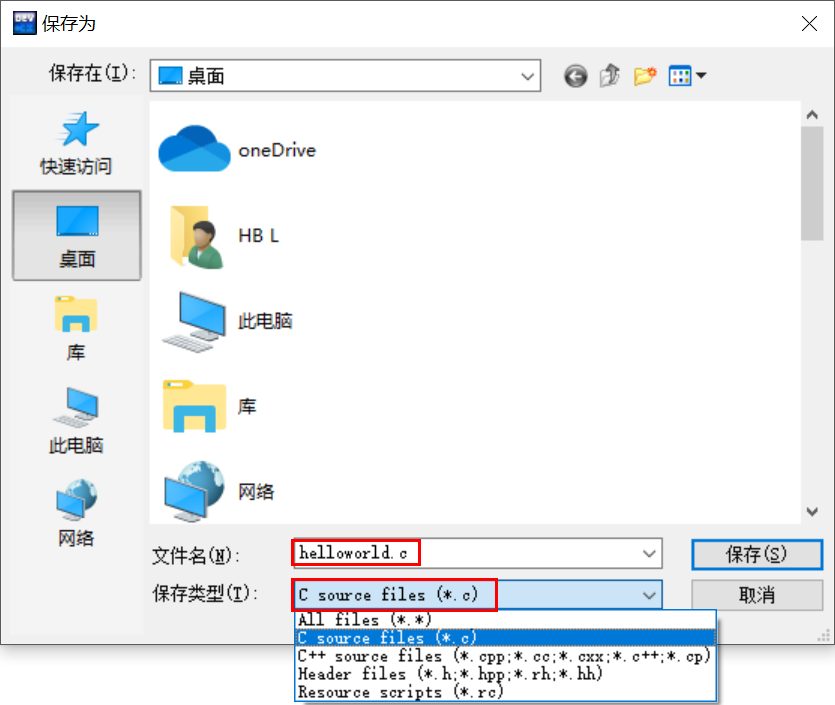 DEV
保存为
保存在(I):
桌面
快速访问
桌面
库
此电脑
网络
oneDrive
HB L
此电脑
库
网络
文件名(N):
helloworld.c
保存(S)
保存类型(T):
C source files (*.c)
取消
All files (*.*)
C source files (*.c)
C++ source files (*.cpp;*.cc;*.cxx;*.c++;*.cp)
Header files (*.h;*.hpp;*.rh;*.hh)
Resource scripts (*.rc)